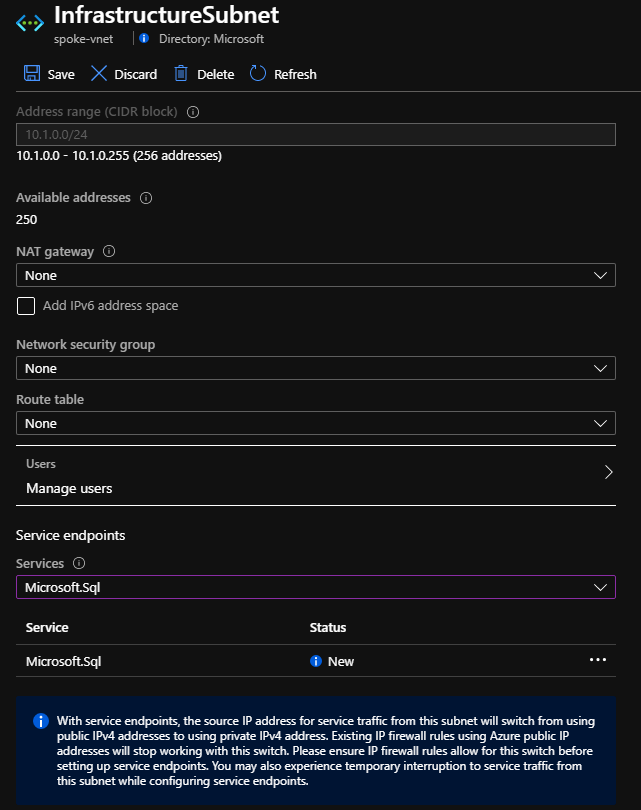 InfrastructureSubnet
spoke-vnet
Directory: Microsoft
Save
Discard
Delete
Refresh
Address range (CIDR block)
10.1.0.0/24
10.1.0.0 - 10.1.0.255 (256 addresses)
Available addresses
250
NAT gateway
None
Add IPv6 address space
Network security group
None
Route table
None
Users
Manage users
Service endpoints
Services
Microsoft.Sql
Service Status
Microsoft.Sql New
With service endpoints, the source IP address for service traffic from this subnet will switch from using
public IPv4 addresses to using private IPv4 address. Existing IP firewall rules using Azure public IP
addresses will stop working with this switch. Please ensure IP firewall rules allow for this switch before
setting up service endpoints. You may also experience temporary interruption to service traffic from
this subnet while configuring service endpoints.